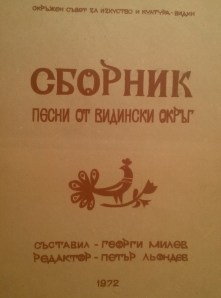 ОКРЪЖЕН СЪВЕТ ЗА ИЗКУСТВО И КУЛТУРА - ВИДИН
СБОРНИК
ПЕСНИ ОТ ВИДИНСКИ ОКРЪГ
СЪСТАВИЛ - ГЕОРГИ МИЛЕВ
РЕДАКТОР - ПЕТЪР ЛЬОНДЕВ
1972